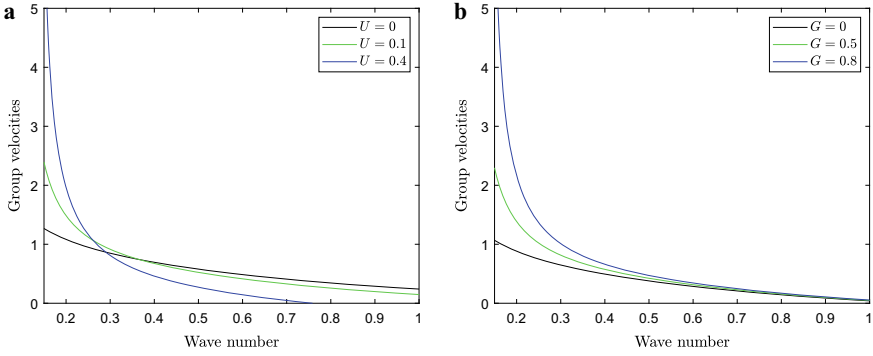 a
5
4
3
2
1
0
Group velocities
0.2 0.3 0.4 0.5 0.6 0.7 0.8 0.9 1
Wave number
U = 0
U = 0.1
U = 0.4
b
5
4
3
2
1
0
Group velocities
0.2 0.3 0.4 0.5 0.6 0.7 0.8 0.9 1
Wave number
G = 0
G = 0.5
G = 0.8